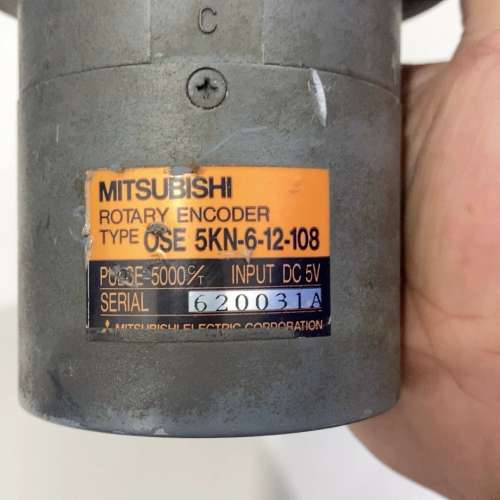 C
MITSUBISHI
ROTARY ENCODER
TYPE OSE 5KN-6-12-108
PULSE-5000 C/T INPUT DC 5V
SERIAL 620031A
MITSUBISHI ELECTRIC CORPORATION